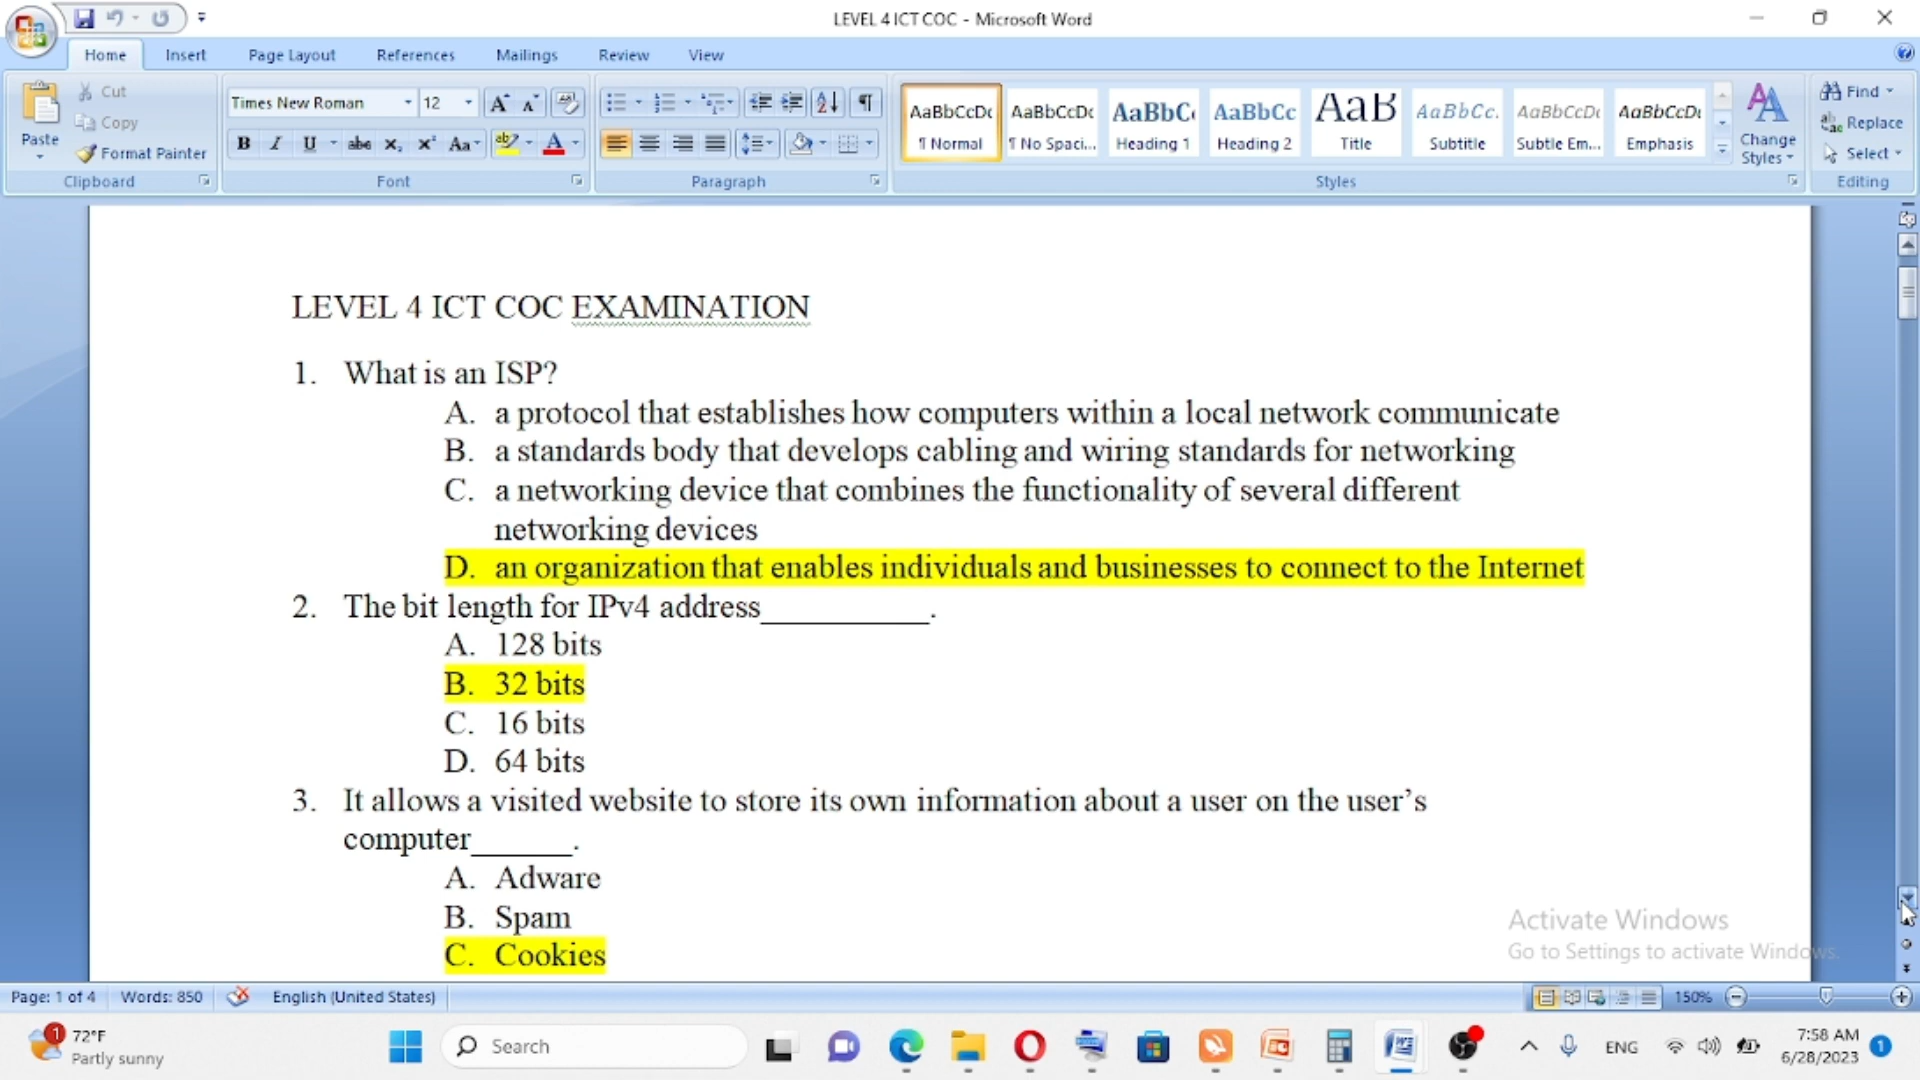 LEVEL 4 ICT COC - Microsoft Word
Home Insert Page Layout References Mailings Review View
Paste
Cut
Copy
Format Painter
Clipboard
Times New Roman 12
Font
Paragraph
AaBbCcDc AaBbCcDc AaBbC AaBbCc AaB AaBbCc. AaBbCcDc AaBbCcDc
¶ Normal ¶ No Spaci... Heading 1 Heading 2 Title Subtitle Subtle Em... Emphasis
Styles
Change Styles
Find
Replace
Select
Editing
LEVEL 4 ICT COC EXAMINATION
1. What is an ISP?
A. a protocol that establishes how computers within a local network communicate
B. a standards body that develops cabling and wiring standards for networking
C. a networking device that combines the functionality of several different
networking devices
D. an organization that enables individuals and businesses to connect to the Internet
2. The bit length for IPv4 address__________.
A. 128 bits
B. 32 bits
C. 16 bits
D. 64 bits
3. It allows a visited website to store its own information about a user on the user’s
computer______.
A. Adware
B. Spam
C. Cookies
Activate Windows
Go to Settings to activate Windows.
Page: 1 of 4 Words: 850 English (United States) 150%
1 72°F
Partly sunny
Search
ENG
7:58 AM
6/28/2023
1